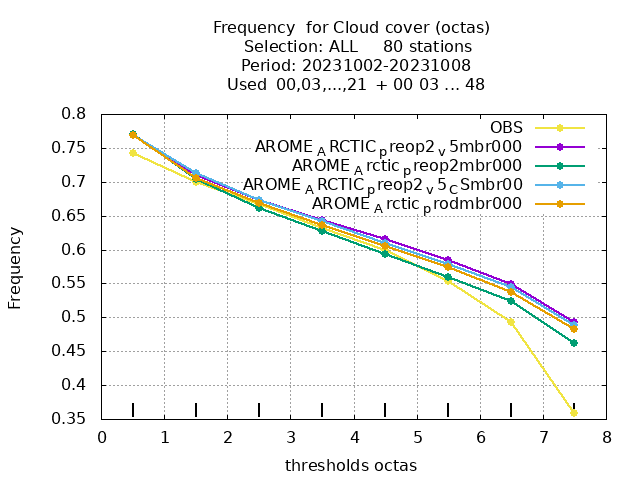 Frequency  for Cloud cover (octas)
Selection: ALL     80 stations
Period: 20231002-20231008
Used  00,03,...,21  + 00 03 ... 48
OBS
AROME_ARCTIC_preop2_v5mbr000
AROME_Arctic_preop2mbr000
AROME_ARCTIC_preop2_v5_CSmbr00
AROME_Arctic_prodmbr000
Frequency
0.8
0.75
0.7
0.65
0.6
0.55
0.5
0.45
0.4
0.35
0 1 2 3 4 5 6 7 8
thresholds octas